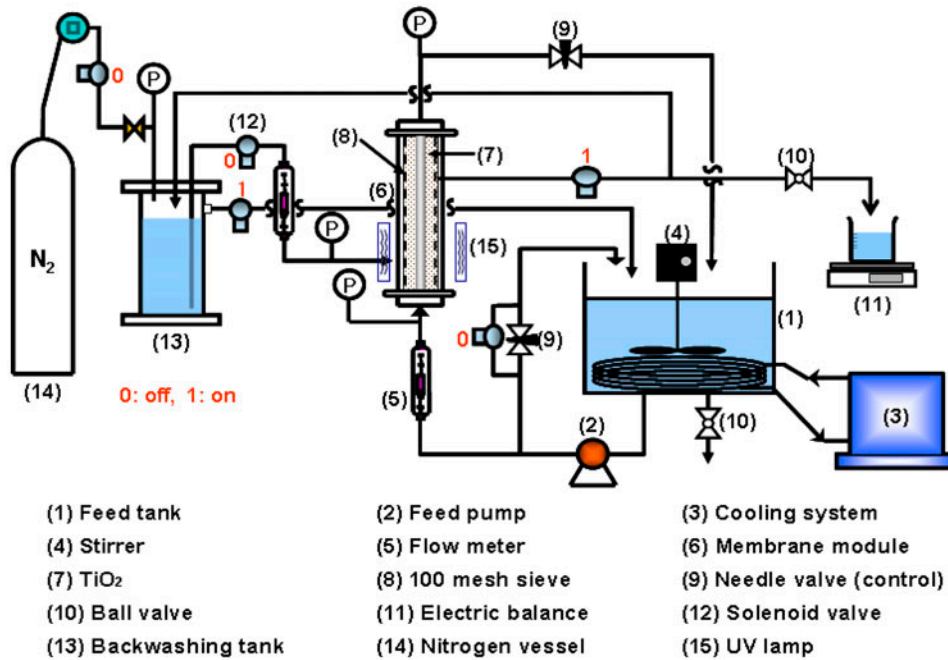 P
(9)
0
P
(12)
(8)
(7)
0
1
(10)
1
(6)
P
(4)
(15)
N2
P
(1)
(11)
0
(9)
(13)
(14)
0: off, 1: on
(5)
(2)
(10)
(3)
(1) Feed tank (2) Feed pump (3) Cooling system
(4) Stirrer (5) Flow meter (6) Membrane module
(7) TiO2 (8) 100 mesh sieve (9) Needle valve (control)
(10) Ball valve (11) Electric balance (12) Solenoid valve
(13) Backwashing tank (14) Nitrogen vessel (15) UV lamp